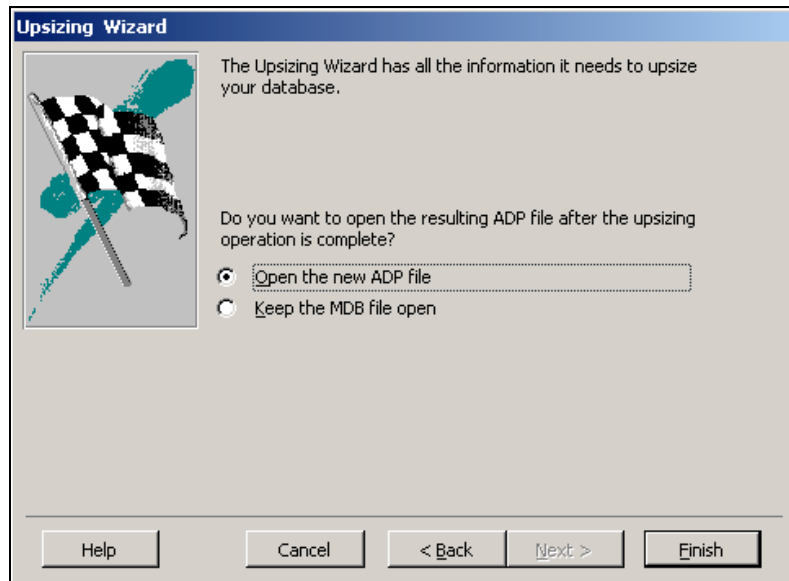 Upsizing Wizard
The Upsizing Wizard has all the information it needs to upsize
your database.
Do you want to open the resulting ADP file after the upsizing
operation is complete?
Open the new ADP file
Keep the MDB file open
Help
Cancel
< Back
Next >
Finish